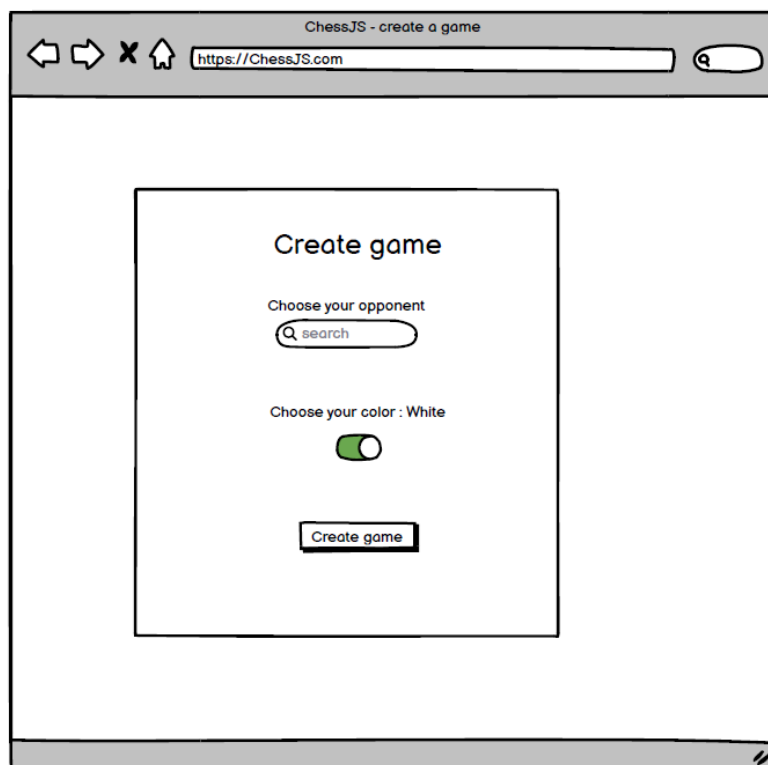 ChessJS - create a game
https://ChessJS.com
Create game
Choose your opponent
search
Choose your color : White
Create game